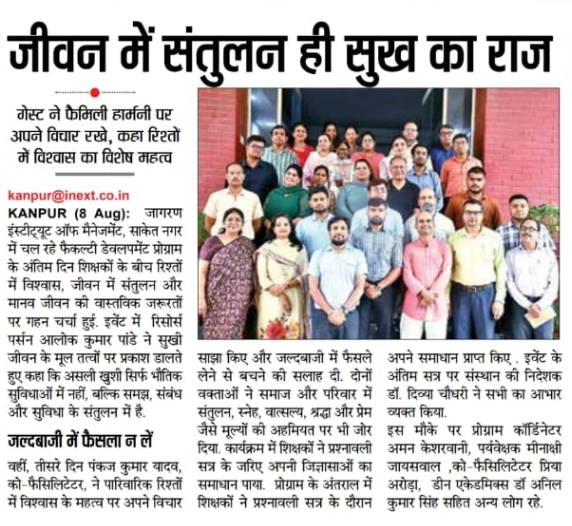 जीवन में संतुलन ही सुख का राज
गेस्ट ने फैमिली हार्मनी पर
अपने विचार रखे, कहा रिश्तों
में विश्वास का विशेष महत्व
kanpur@inext.co.in
KANPUR (8 Aug): जागरण
इंस्टीट्यूट ऑफ मैनेजमेंट, साकेत नगर
में चल रहे फैकल्टी डेवलपमेंट प्रोग्राम
के अंतिम दिन शिक्षकों के बीच रिश्तों
में विश्वास, जीवन में संतुलन और
मानव जीवन की वास्तविक जरूरतों
पर गहन चर्चा हुई. इवेंट में रिसोर्स
पर्सन आलोक कुमार पांडे ने सुखी
जीवन के मूल तत्वों पर प्रकाश डालते
हुए कहा कि असली खुशी सिर्फ भौतिक
सुविधाओं में नहीं, बल्कि समझ, संबंध
और सुविधा के संतुलन में है.
जल्दबाजी में फैसला न लें
वहीं, तीसरे दिन पंकज कुमार यादव,
को-फैसिलिटेटर, ने पारिवारिक रिश्तों
में विश्वास के महत्व पर अपने विचार
साझा किए और जल्दबाजी में फैसले
लेने से बचने की सलाह दी. दोनों
वक्ताओं ने समाज और परिवार में
संतुलन, स्नेह, वात्सल्य, श्रद्धा और प्रेम
जैसे मूल्यों की अहमियत पर भी जोर
दिया. कार्यक्रम में शिक्षकों ने प्रश्नावली
सत्र के जरिए अपनी जिज्ञासाओं का
समाधान पाया. प्रोग्राम के अंतराल में
शिक्षकों ने प्रश्नावली सत्र के दौरान
अपने समाधान प्राप्त किए . इवेंट के
अंतिम सत्र पर संस्थान की निदेशक
डॉ. दिव्या चौधरी ने सभी का आभार
व्यक्त किया.
इस मौके पर प्रोग्राम कॉर्डिनेटर
अमन केशरवानी, पर्यवेक्षक मीनाक्षी
जायसवाल ,को-फैसिलिटेटर प्रिया
अरोड़ा, डीन एकेडमिक्स डॉ अनिल
कुमार सिंह सहित अन्य लोग रहे.